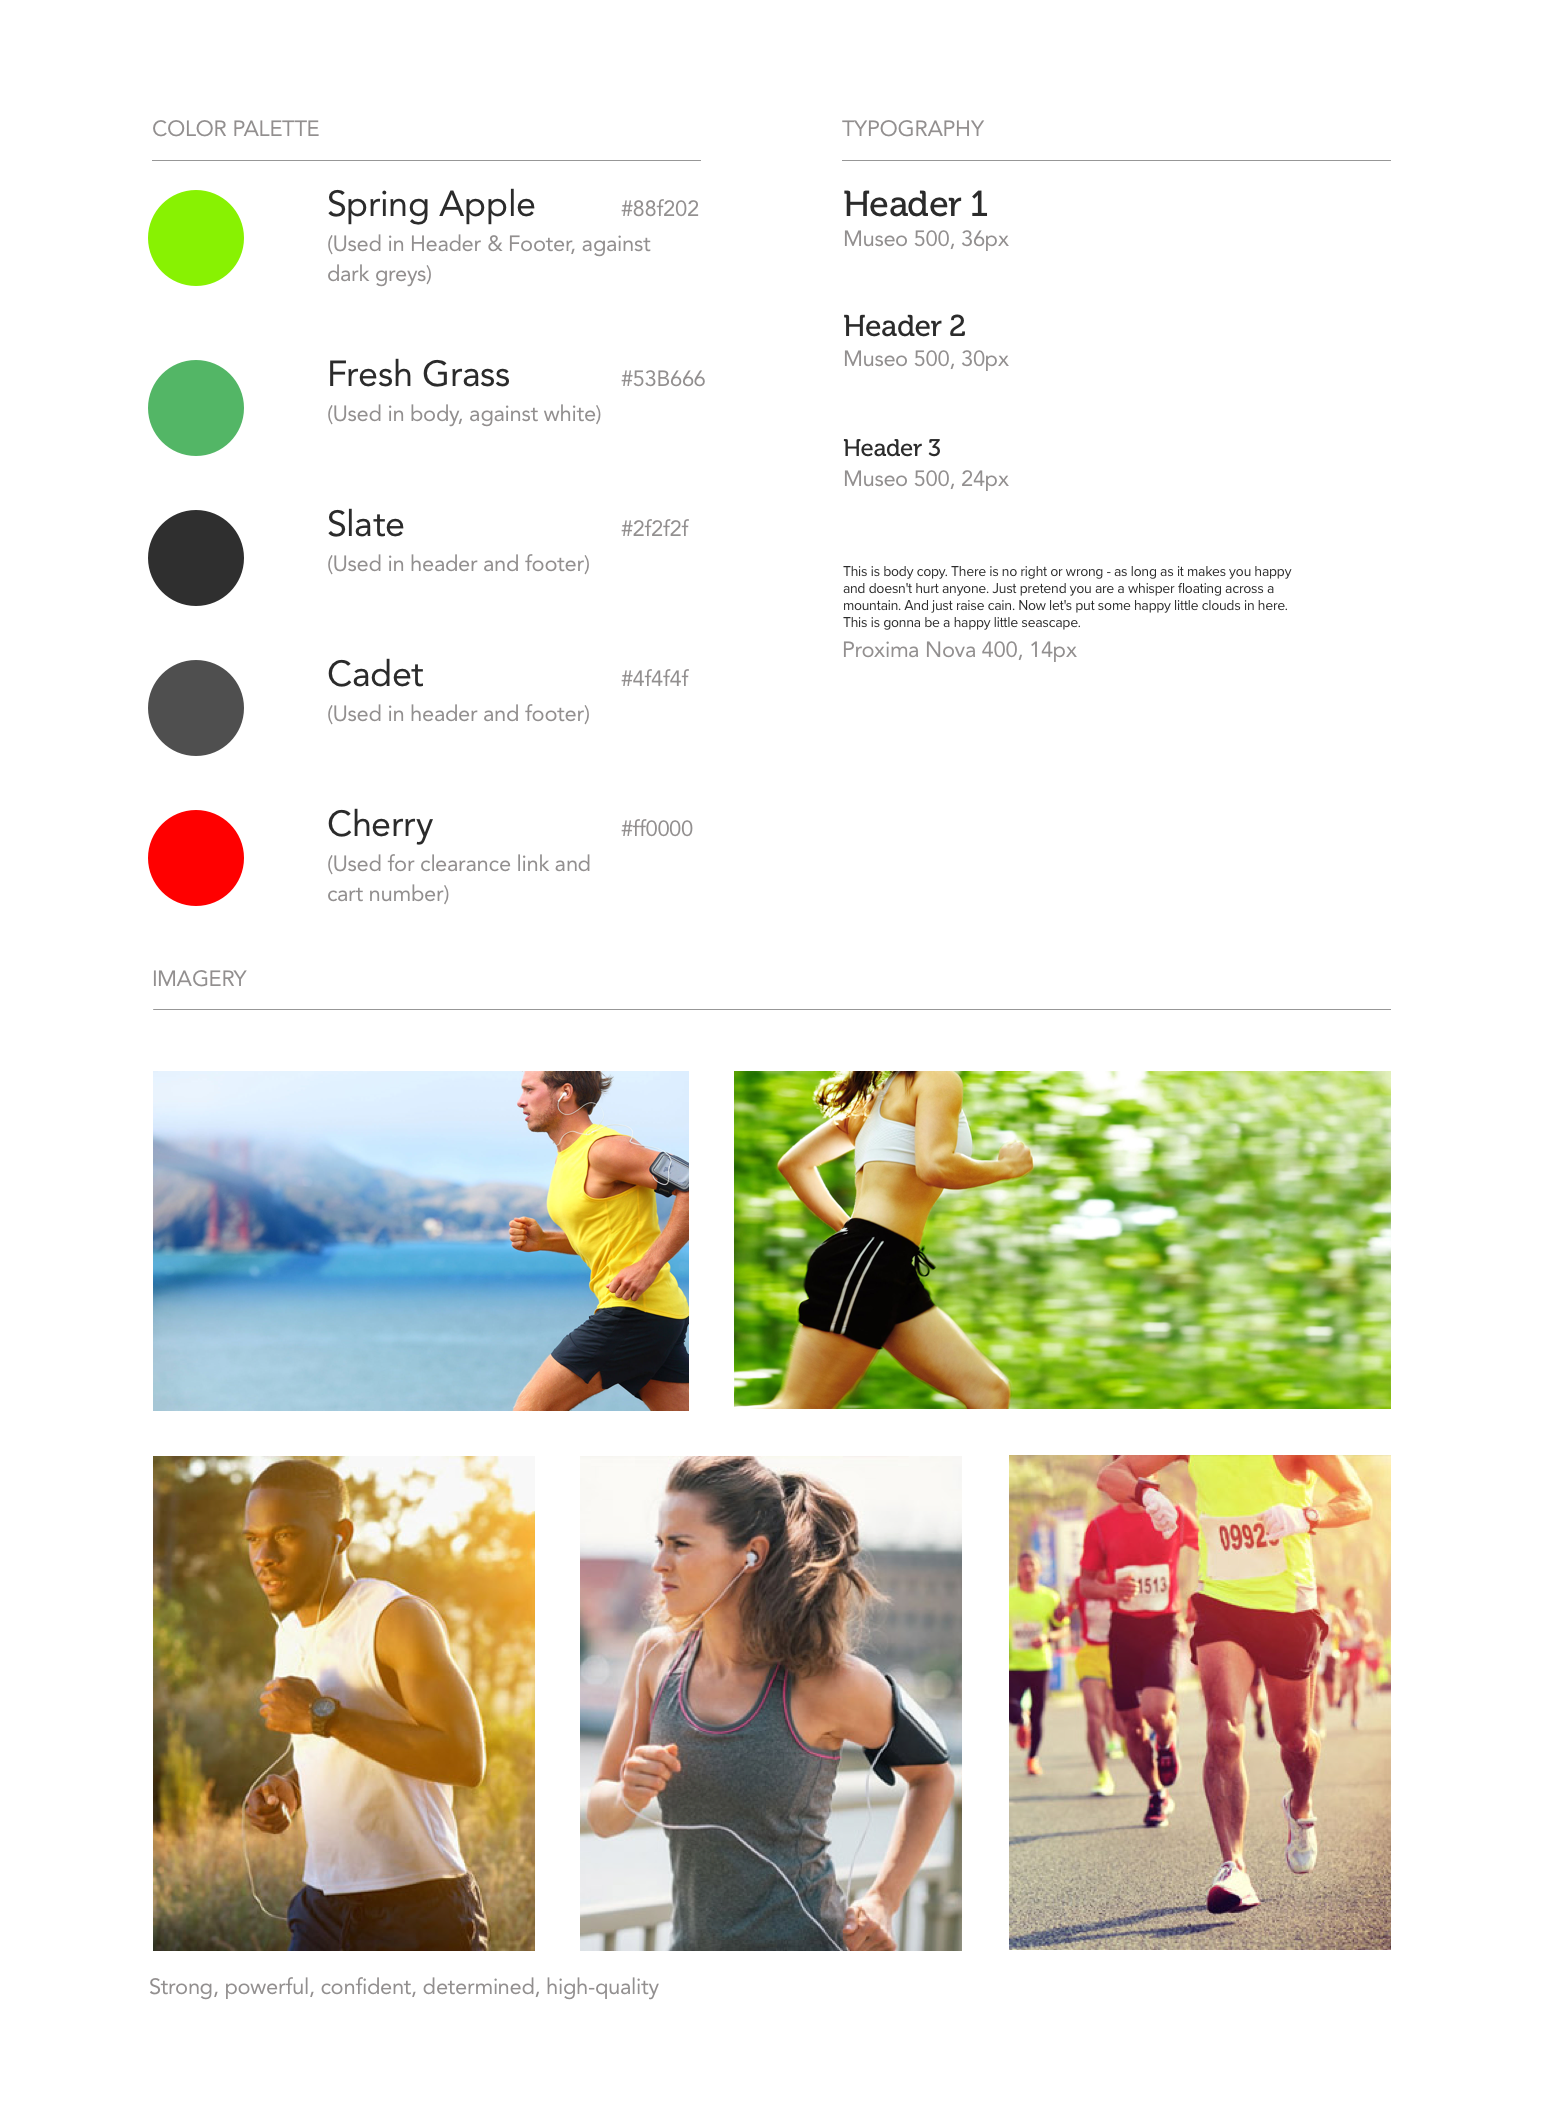 COLOR PALETTE
Spring Apple #88f202
(Used in Header & Footer, against
dark greys)
Fresh Grass #53B666
(Used in body, against white)
Slate #2f2f2f
(Used in header and footer)
Cadet #4f4f4f
(Used in header and footer)
Cherry #ff0000
(Used for clearance link and
cart number)
TYPOGRAPHY
Header 1
Museo 500, 36px
Header 2
Museo 500, 30px
Header 3
Museo 500, 24px
This is body copy. There is no right or wrong - as long as it makes you happy
and doesn't hurt anyone. Just pretend you are a whisper floating across a
mountain. And just raise cain. Now let's put some happy little clouds in here.
This is gonna be a happy little seascape.
Proxima Nova 400, 14px
IMAGERY
1513
Strong, powerful, confident, determined, high-quality